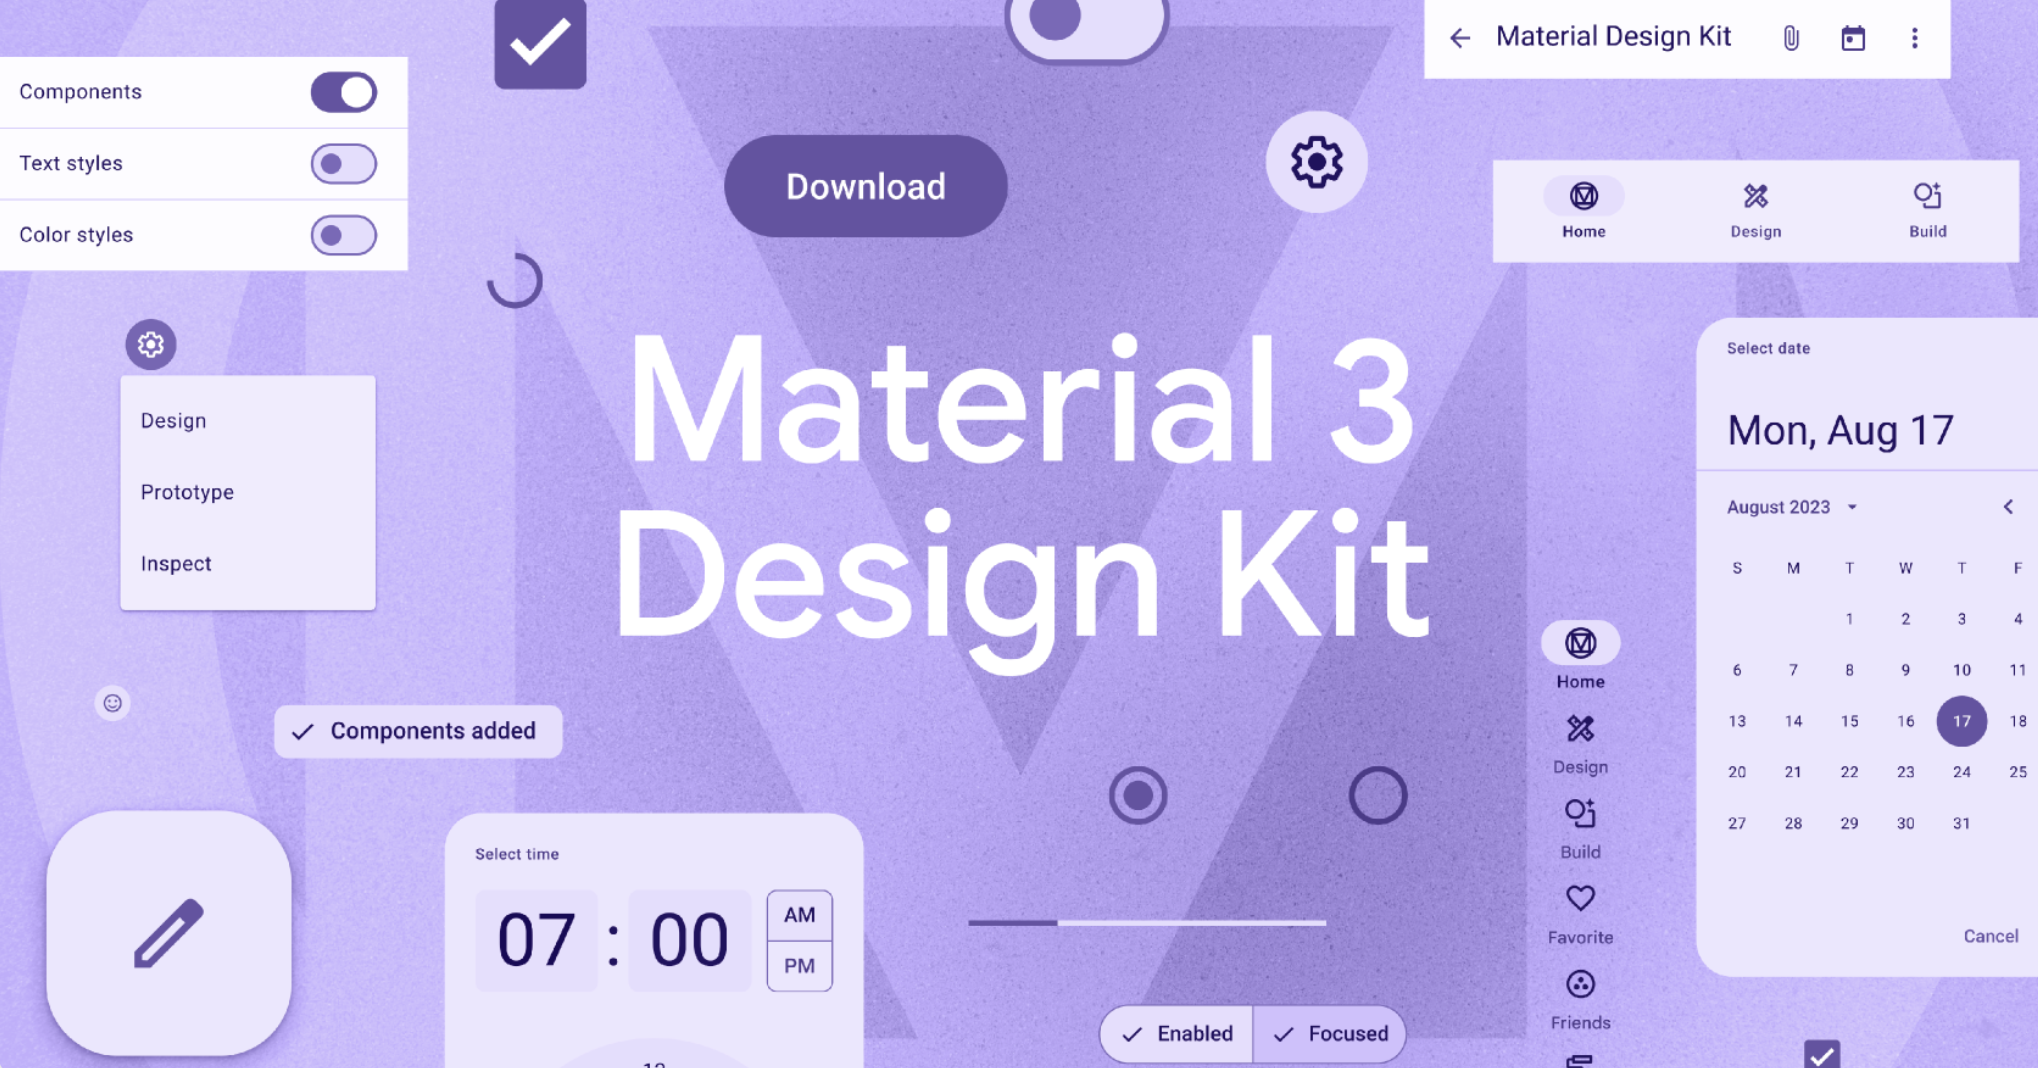 Material Design Kit
Components
Text styles
Color styles
Download
Home Design Build
Material 3
Design Kit
Design
Prototype
Inspect
Components added
Select date
Mon, Aug 17
August 2023
S M T W T F
1 2 3 4
6 7 8 9 10 11
13 14 15 16 17 18
20 21 22 23 24 25
27 28 29 30 31
Cancel
Home
Design
Build
Favorite
Friends
Select time
07 : 00
AM
PM
Enabled Focused